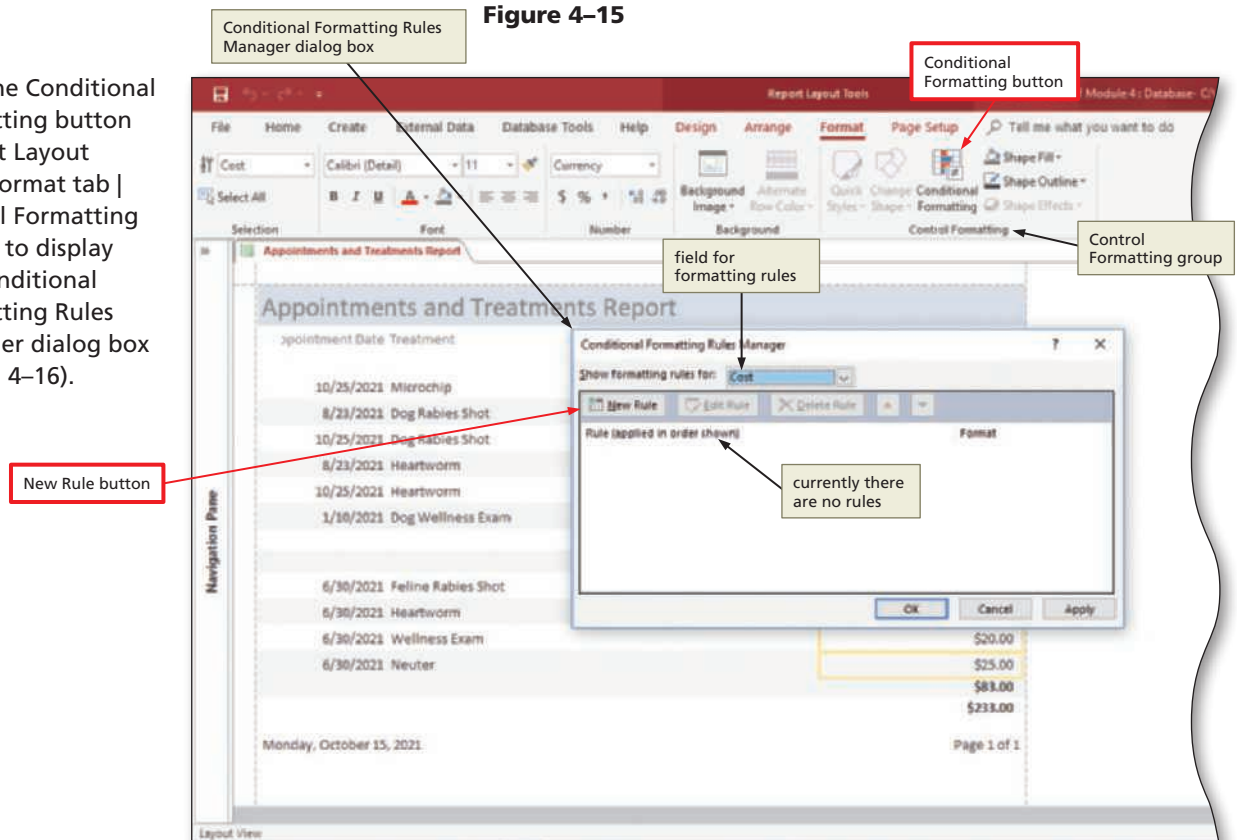 Figure 4–15
Conditional Formatting Rules
Manager dialog box
Conditional
Formatting button
ne Conditional
tting button
t Layout
ormat tab |
l Formatting
to display
nditional
tting Rules
er dialog box
4–16).
Report Layout Tools
Module 4 : Database- C:\
File Home Create External Data Database Tools Help Design Arrange Format Page Setup Tell me what you want to do
Cost
Calibri (Detail) 11
Currency
Select All
B I U A
$ % ,
Background
Image
Alternate
Row Color
Quick
Styles
Change
Shape
Conditional
Formatting
Shape Fill
Shape Outline
Shape Effects
Selection Font Number Background Control Formatting
Control
Formatting group
Appointments and Treatments Report
field for
formatting rules
Appointments and Treatments Report
ppointment Date Treatment
10/25/2021 Microchip
8/23/2021 Dog Rabies Shot
10/25/2021 Dog Rabies Shot
8/23/2021 Heartworm
10/25/2021 Heartworm
1/10/2021 Dog Wellness Exam
6/30/2021 Feline Rabies Shot
6/30/2021 Heartworm
6/30/2021 Wellness Exam $20.00
6/30/2021 Neuter $25.00
$83.00
$233.00
Monday, October 15, 2021 Page 1 of 1
Conditional Formatting Rules Manager ? ×
Show formatting rules for: Cost
New Rule Edit Rule Delete Rule
Rule (applied in order shown) Format
currently there
are no rules
OK Cancel Apply
New Rule button
Navigation Pane
Layout View